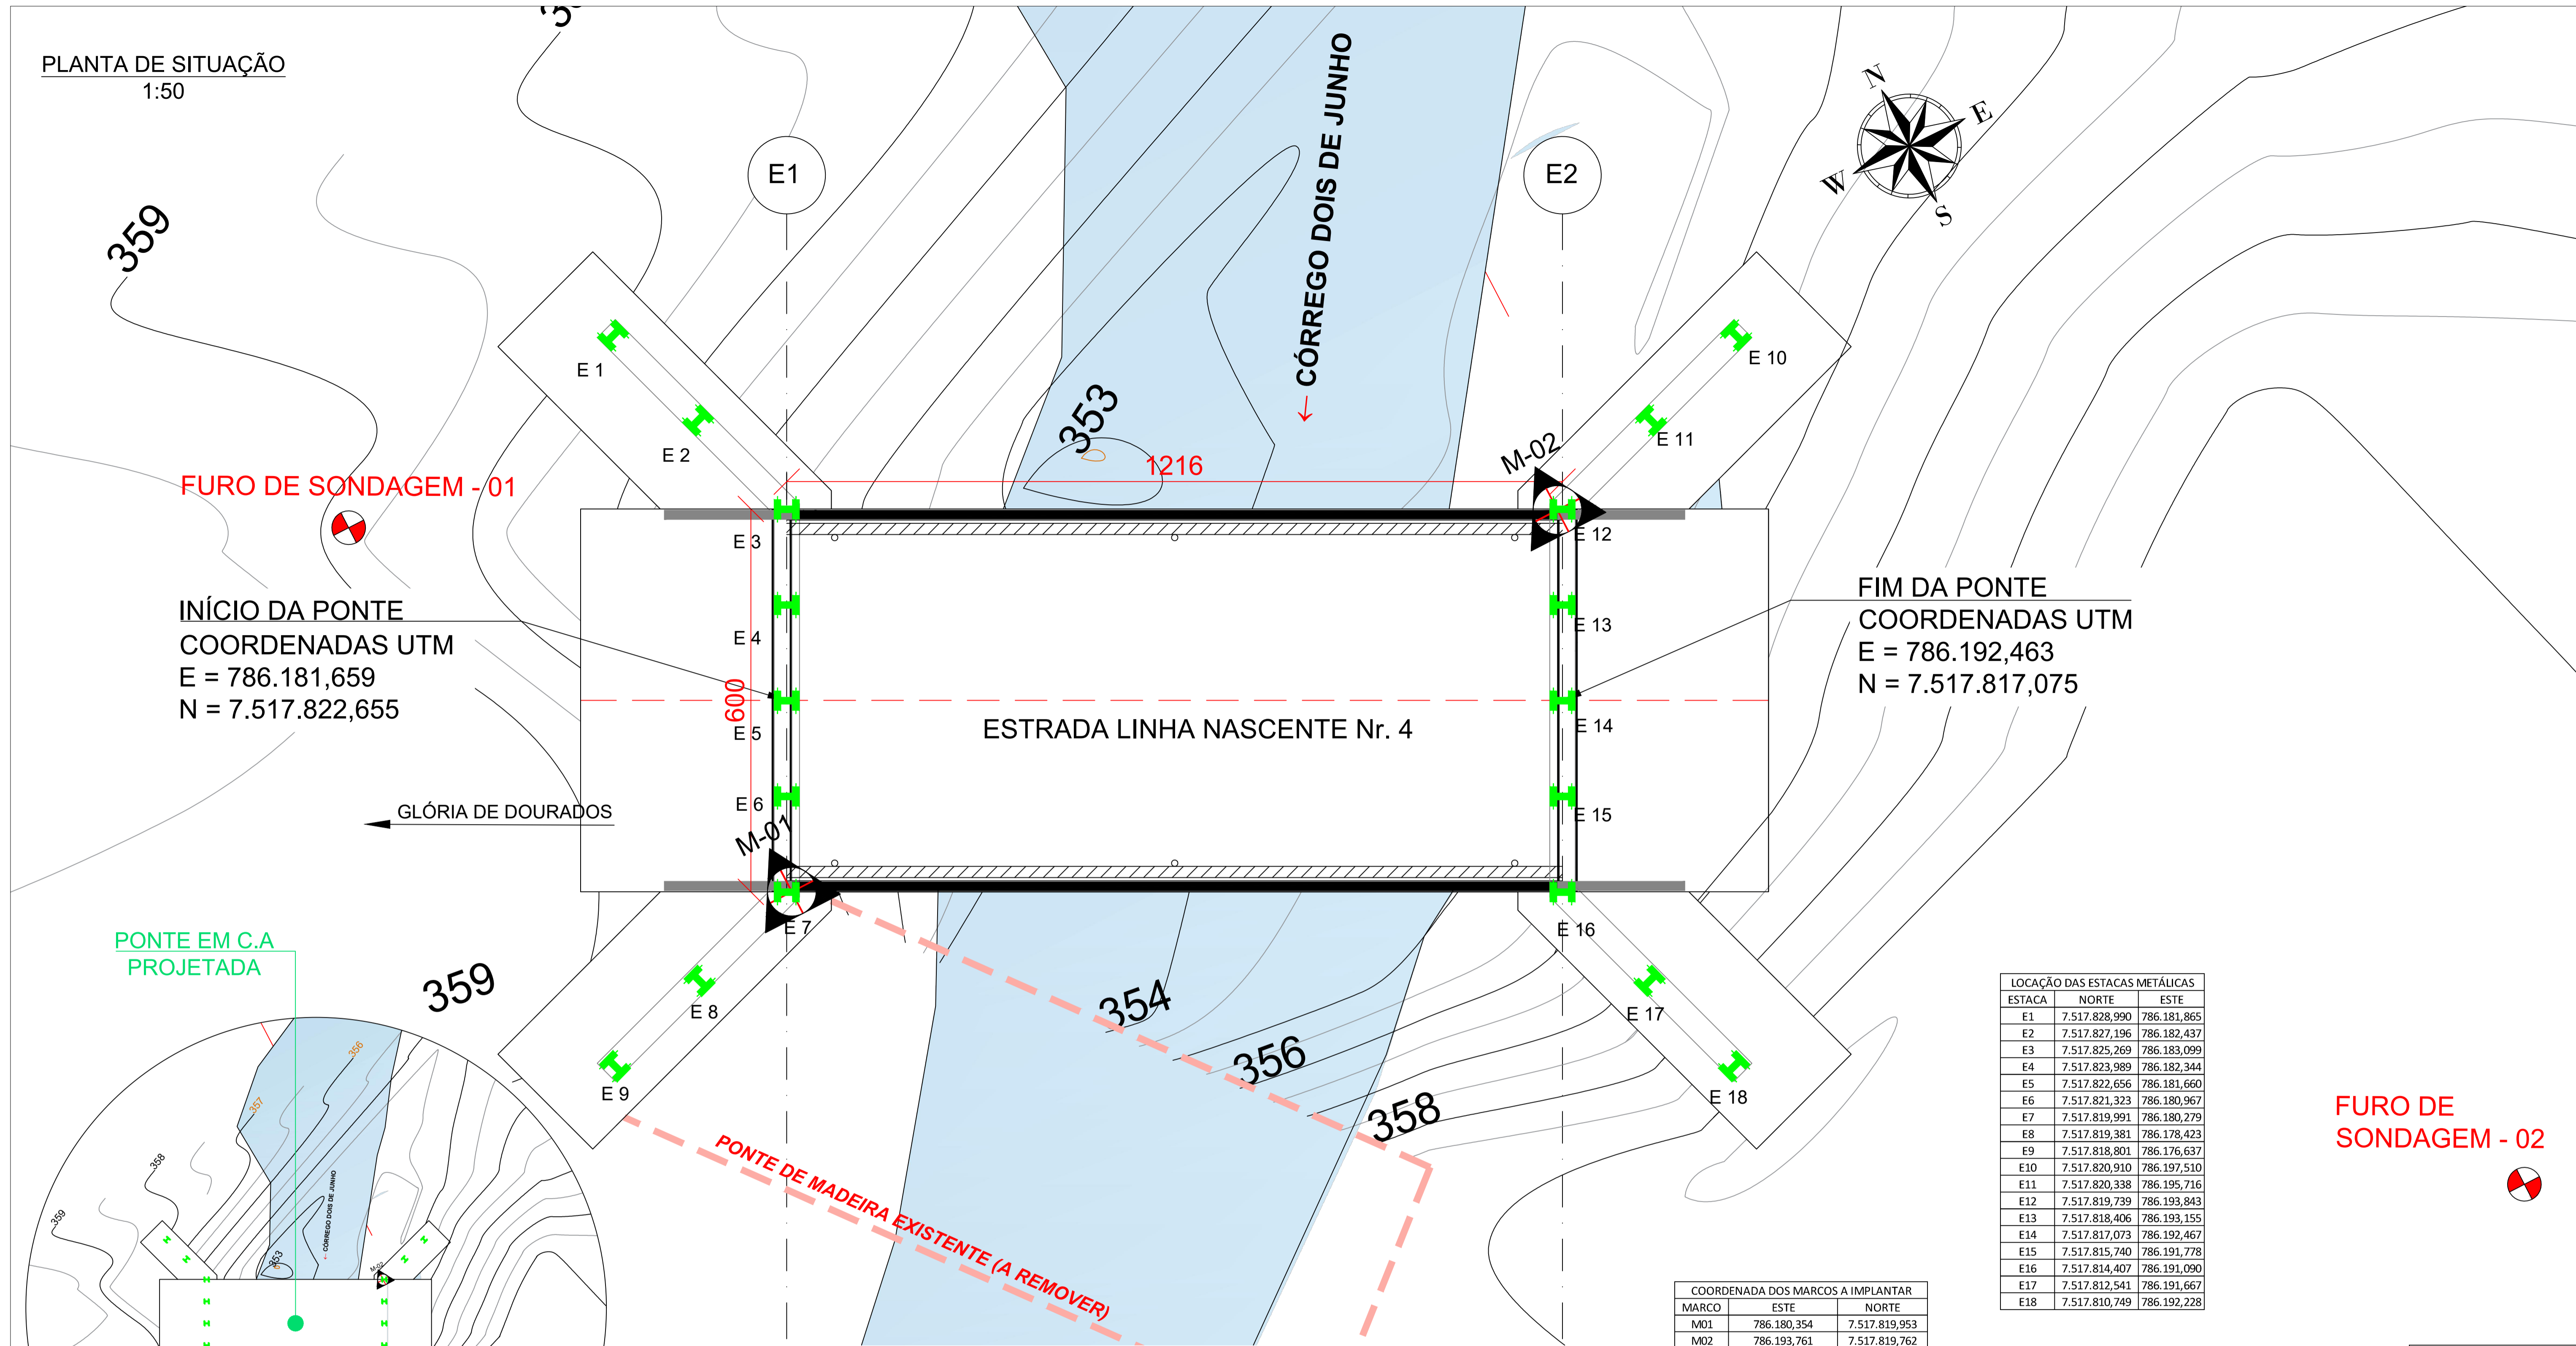 PLANTA DE SITUAÇÃO
1:50
359
E1
E2
CÓRREGO DOIS DE JUNHO
N
E
W
S
353
1216
M-02
E 1
E 2
E 10
E 11
FURO DE SONDAGEM - 01
E 3
E 12
INÍCIO DA PONTE
COORDENADAS UTM
E = 786.181,659
N = 7.517.822,655
FIM DA PONTE
COORDENADAS UTM
E = 786.192,463
N = 7.517.817,075
E 4
E 13
6000
ESTRADA LINHA NASCENTE Nr. 4
E 5
E 14
GLÓRIA DE DOURADOS
E 6
E 15
M-01
E 7
E 16
PONTE EM C.A
PROJETADA
359
E 8
E 17
E 9
E 18
354
356
358
PONTE DE MADEIRA EXISTENTE (A REMOVER)
FURO DE
SONDAGEM - 02
356
357
358
359
← CÓRREGO DOIS DE JUNHO
353
M-02
LOCAÇÃO DAS ESTACAS METÁLICAS
ESTACA NORTE ESTE
E1 7.517.828,990 786.181,865
E2 7.517.827,196 786.182,437
E3 7.517.825,269 786.183,099
E4 7.517.823,989 786.182,344
E5 7.517.822,656 786.181,660
E6 7.517.821,323 786.180,967
E7 7.517.819,991 786.180,279
E8 7.517.819,381 786.178,423
E9 7.517.818,801 786.176,637
E10 7.517.820,910 786.197,510
E11 7.517.820,338 786.195,716
E12 7.517.819,739 786.193,843
E13 7.517.818,406 786.193,155
E14 7.517.817,073 786.192,467
E15 7.517.815,740 786.191,778
E16 7.517.814,407 786.191,090
E17 7.517.812,541 786.191,667
E18 7.517.810,749 786.192,228
COORDENADA DOS MARCOS A IMPLANTAR
MARCO ESTE NORTE
M01 786.180,354 7.517.819,953
M02 786.193,761 7.517.819,762